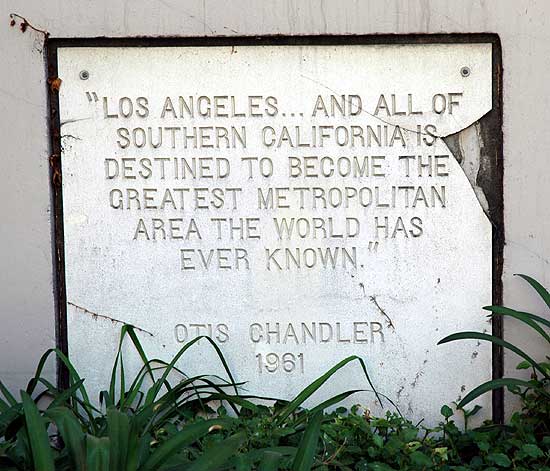 "LOS ANGELES... AND ALL OF
SOUTHERN CALIFORNIA IS
DESTINED TO BECOME THE
GREATEST METROPOLITAN
AREA THE WORLD HAS
EVER KNOWN."
OTIS CHANDLER
1961